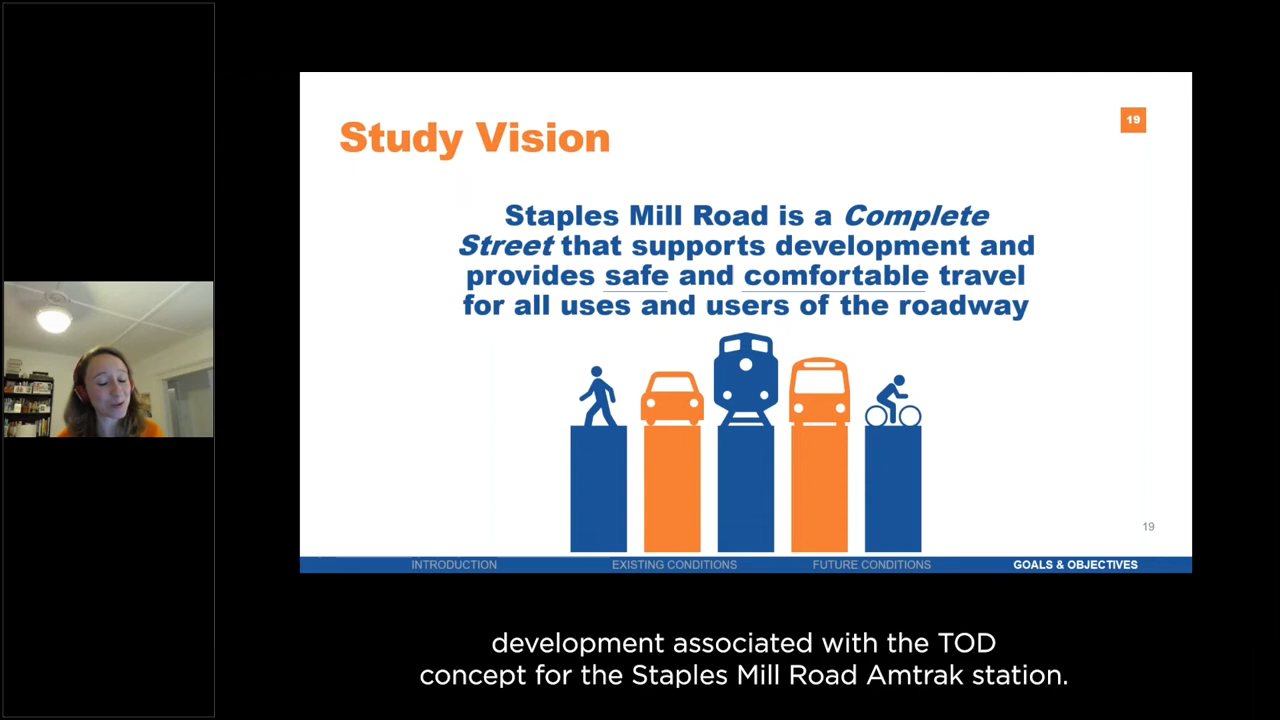 Study Vision
19
Staples Mill Road is a Complete
Street that supports development and
provides safe and comfortable travel
for all uses and users of the roadway
19
INTRODUCTION EXISTING CONDITIONS FUTURE CONDITIONS GOALS & OBJECTIVES
development associated with the TOD
concept for the Staples Mill Road Amtrak station.